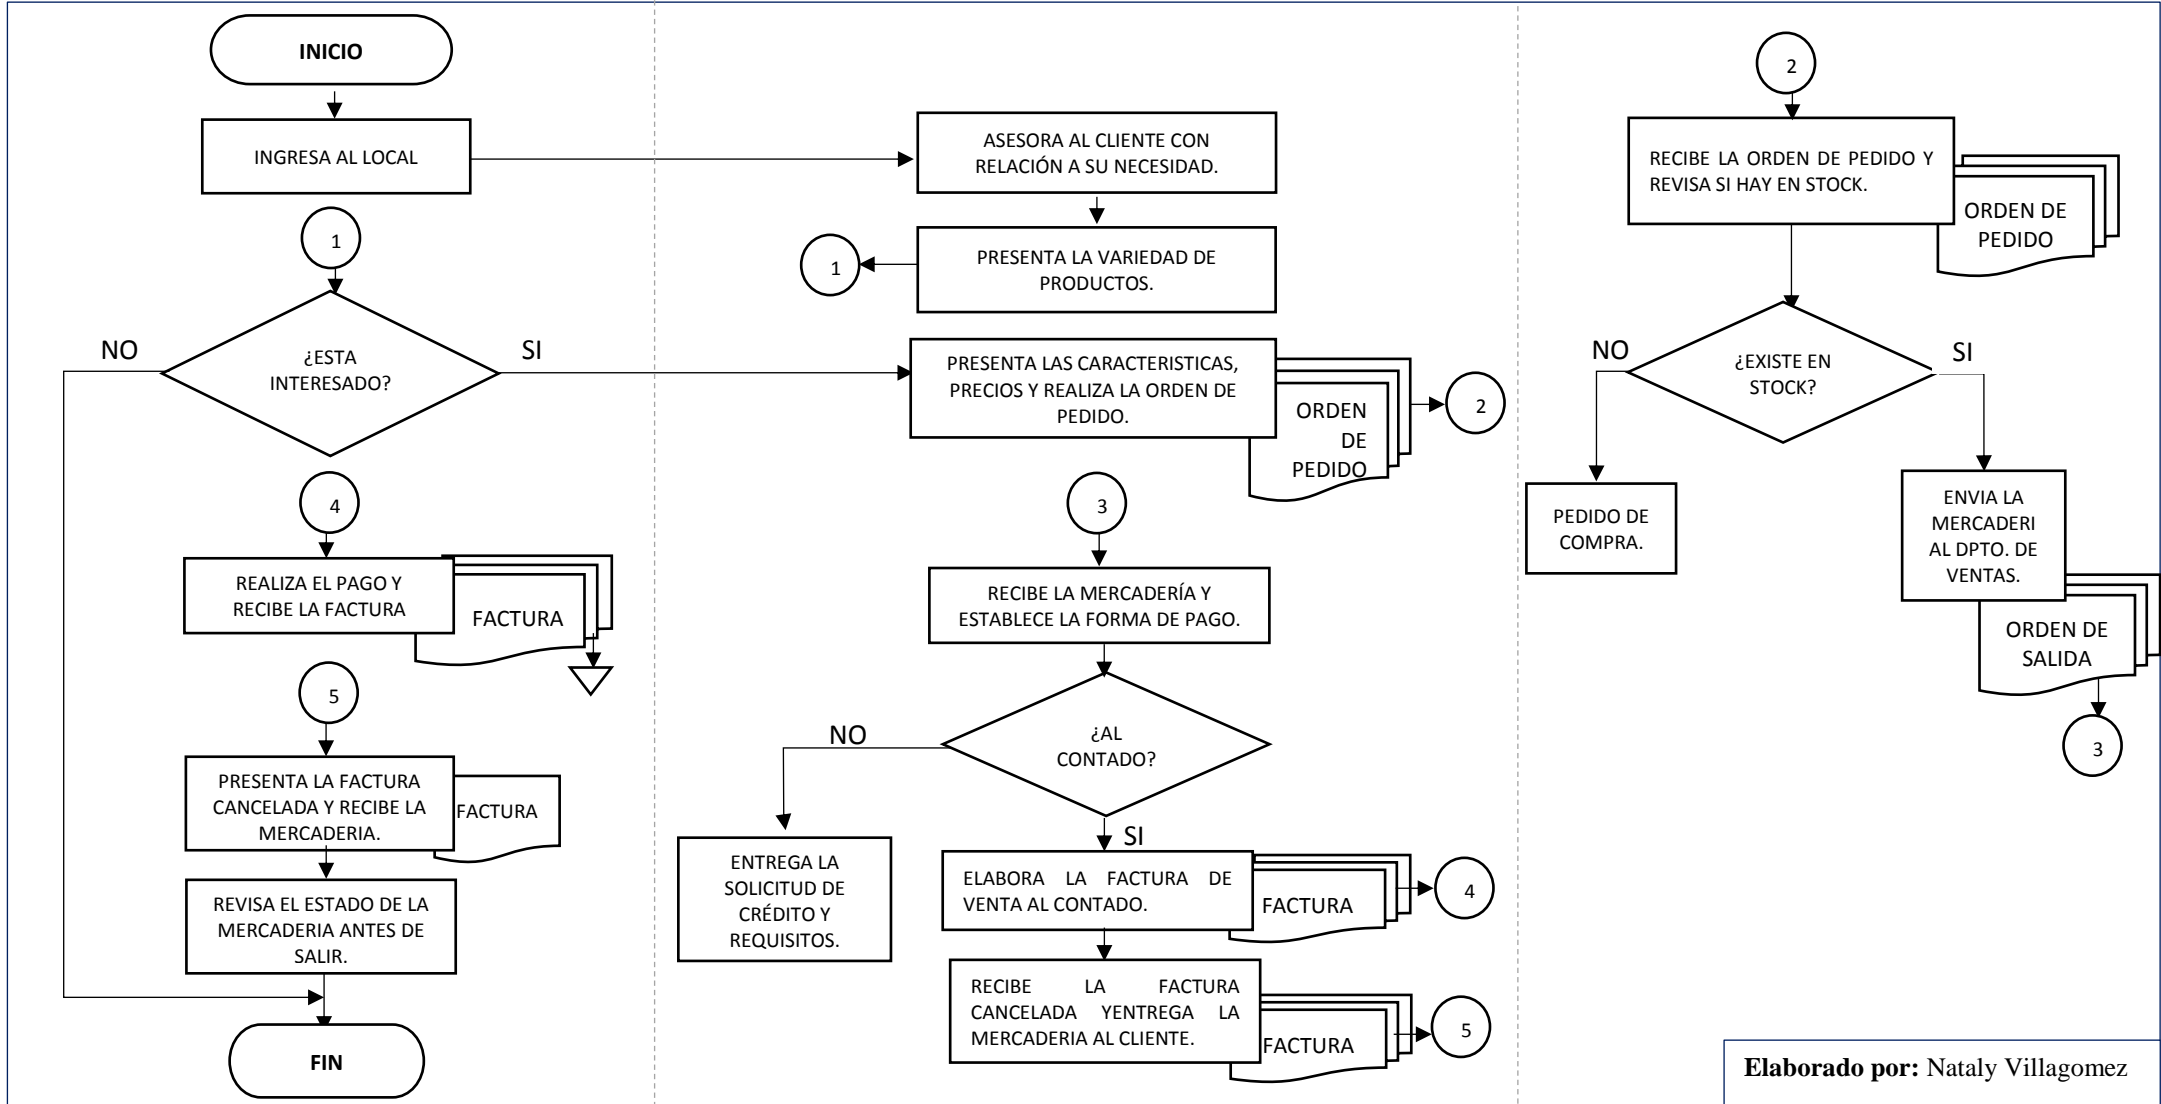 INICIO
INGRESA AL LOCAL
1
NO
SI
¿ESTA
INTERESADO?
4
REALIZA EL PAGO Y
RECIBE LA FACTURA
FACTURA
5
PRESENTA LA FACTURA
CANCELADA Y RECIBE LA
MERCADERIA.
FACTURA
REVISA EL ESTADO DE LA
MERCADERIA ANTES DE
SALIR.
FIN
ASESORA AL CLIENTE CON
RELACIÓN A SU NECESIDAD.
PRESENTA LA VARIEDAD DE
PRODUCTOS.
1
PRESENTA LAS CARACTERISTICAS,
PRECIOS Y REALIZA LA ORDEN DE
PEDIDO.
ORDEN
DE
PEDIDO
2
3
RECIBE LA MERCADERÍA Y
ESTABLECE LA FORMA DE PAGO.
NO
¿AL
CONTADO?
SI
ENTREGA LA
SOLICITUD DE
CRÉDITO Y
REQUISITOS.
ELABORA LA FACTURA DE
VENTA AL CONTADO.
FACTURA
4
RECIBE LA FACTURA
CANCELADA YENTREGA LA
MERCADERIA AL CLIENTE.
FACTURA
5
2
RECIBE LA ORDEN DE PEDIDO Y
REVISA SI HAY EN STOCK.
ORDEN DE
PEDIDO
NO
SI
¿EXISTE EN
STOCK?
PEDIDO DE
COMPRA.
ENVIA LA
MERCADERI
AL DPTO. DE
VENTAS.
ORDEN DE
SALIDA
3
Elaborado por: Nataly Villagomez